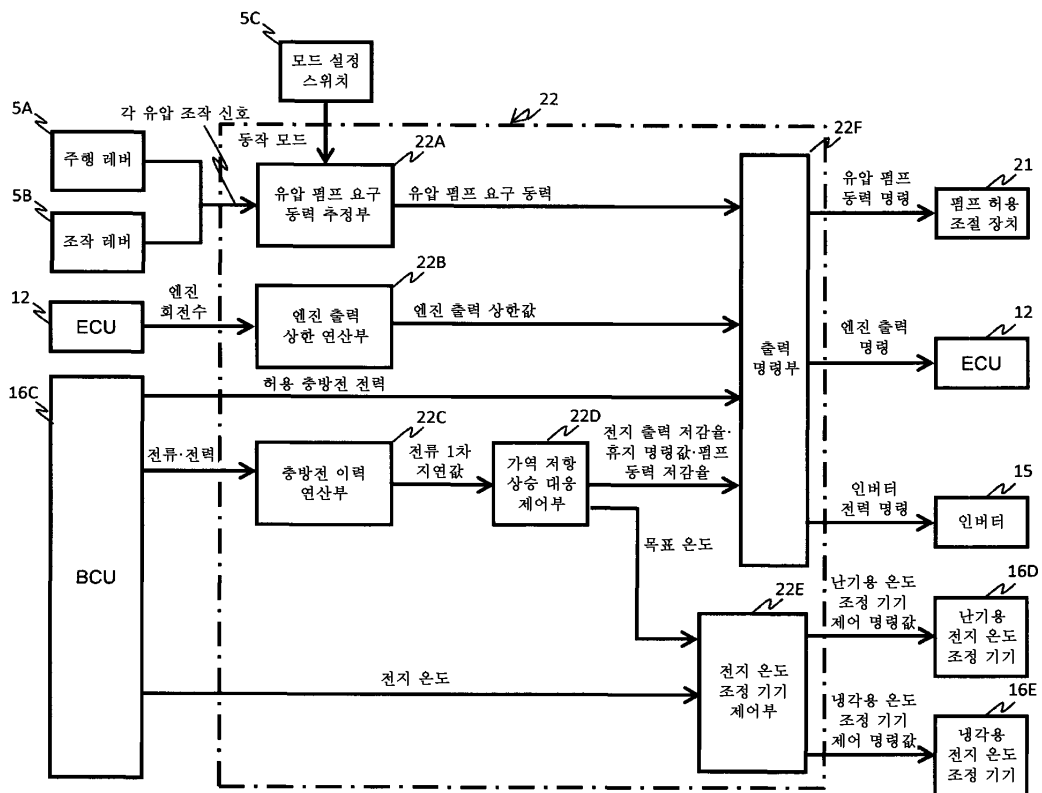 5C
모드 설정
스위치
5A
각 유압 조작 신호
22
주행 레버
동작 모드
22A
22F
5B
조작 레버
유압 펌프 요구
동력 추정부
유압 펌프 요구 동력
유압 펌프
동력 명령
21
펌프 허용
조절 장치
12
ECU
엔진
회전수
22B
엔진 출력
상한 연산부
엔진 출력 상한값
출력
명령부
엔진 출력
명령
12
ECU
16C
BCU
허용 충방전 전력
전류·전력
22C
충방전 이력
연산부
전류 1차
지연값
22D
가역 저항
상승 대응
제어부
전지 출력 저감율·
휴지 명령값·펌프
동력 저감율
인버터
전력 명령
15
인버터
목표 온도
22E
전지 온도
전지 온도
조정 기기
제어부
난기용 온도
조정 기기
제어 명령값
16D
난기용
전지 온도
조정 기기
냉각용 온도
조정 기기
제어 명령값
16E
냉각용
전지 온도
조정 기기